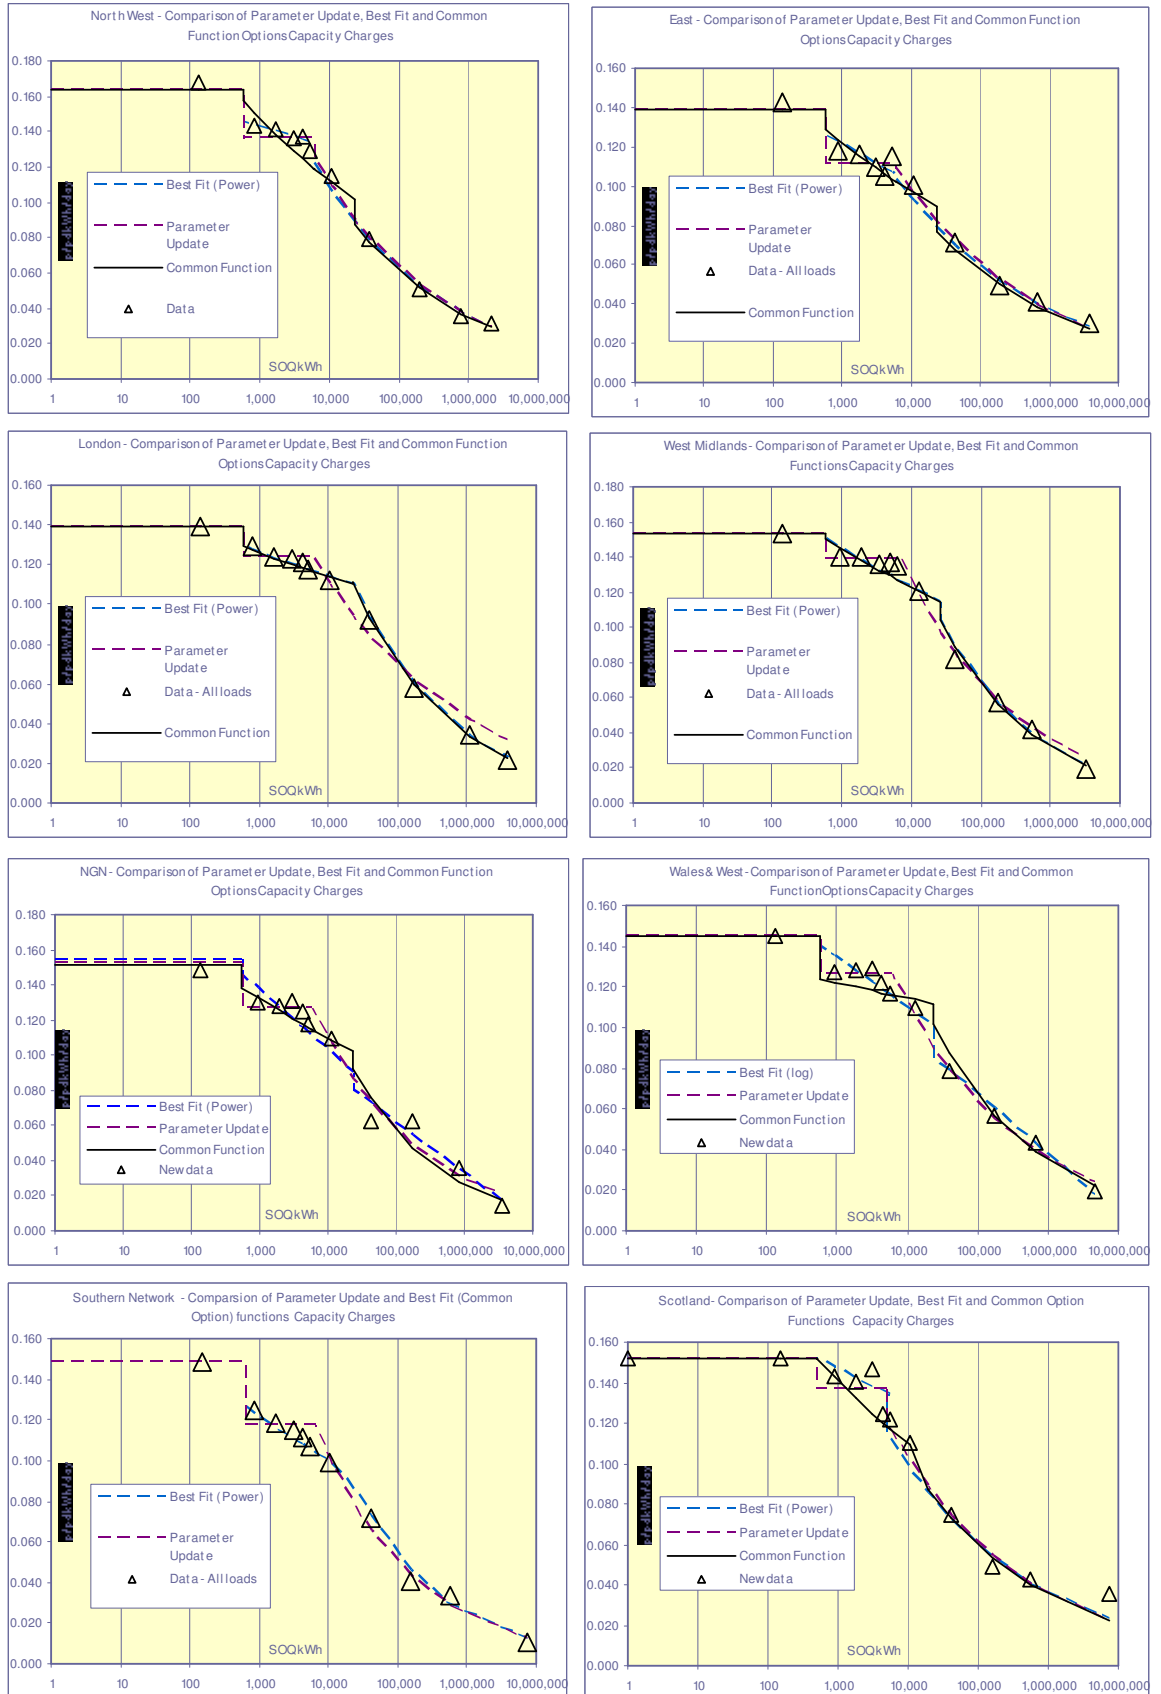 North West - Comparison of Parameter Update, Best Fit and Common
Function Options Capacity Charges
0.180
0.160
0.140
0.120
0.100
0.080
0.060
0.040
0.020
0.000
prpdkWhrday
Best Fit (Power)
Parameter
Update
Common Function
Data
SOQkWh
1 10 100 1,000 10,000 100,000 1,000,000 10,000,000
East - Comparison of Parameter Update, Best Fit and Common Function
Options Capacity Charges
0.160
0.140
0.120
0.100
0.080
0.060
0.040
0.020
0.000
prpdkWhrday
Best Fit (Power)
Parameter
Update
Data - All loads
Common Function
SOQkWh
1 10 100 1,000 10,000 100,000 1,000,000 10,000,000
London - Comparison of Parameter Update, Best Fit and Common Function
Options Capacity Charges
0.160
0.140
0.120
0.100
0.080
0.060
0.040
0.020
0.000
prpdkWhrday
Best Fit (Power)
Parameter
Update
Data - All loads
Common Function
SOQkWh
1 10 100 1,000 10,000 100,000 1,000,000 10,000,000
West Midlands - Comparison of Parameter Update, Best Fit and Common
Functions Capacity Charges
0.180
0.160
0.140
0.120
0.100
0.080
0.060
0.040
0.020
0.000
prpdkWhrday
Best Fit (Power)
Parameter
Update
Data - All loads
Common Function
SOQkWh
1 10 100 1,000 10,000 100,000 1,000,000 10,000,000
NGN - Comparison of Parameter Update, Best Fit and Common Function
Options Capacity Charges
0.180
0.160
0.140
0.120
0.100
0.080
0.060
0.040
0.020
0.000
prpdkWhrday
Best Fit (Power)
Parameter Update
Common Function
New data
SOQkWh
1 10 100 1,000 10,000 100,000 1,000,000 10,000,000
Wales & West - Comparison of Parameter Update, Best Fit and Common
Function Options Capacity Charges
0.160
0.140
0.120
0.100
0.080
0.060
0.040
0.020
0.000
prpdkWhrday
Best Fit (log)
Parameter Update
Common Function
New data
SOQkWh
1 10 100 1,000 10,000 100,000 1,000,000 10,000,000
Southern Network - Comparsion of Parameter Update and Best Fit (Common
Option) functions Capacity Charges
0.160
0.140
0.120
0.100
0.080
0.060
0.040
0.020
0.000
prpdkWhrday
Best Fit (Power)
Parameter
Update
Data - All loads
SOQkWh
1 10 100 1,000 10,000 100,000 1,000,000 10,000,000
Scotland - Comparison of Parameter Update, Best Fit and Common Option
Functions Capacity Charges
0.160
0.140
0.120
0.100
0.080
0.060
0.040
0.020
0.000
prpdkWhrday
Best Fit (Power)
Parameter Update
Common Function
New data
SOQkWh
1 10 100 1,000 10,000 100,000 1,000,000 10,000,000